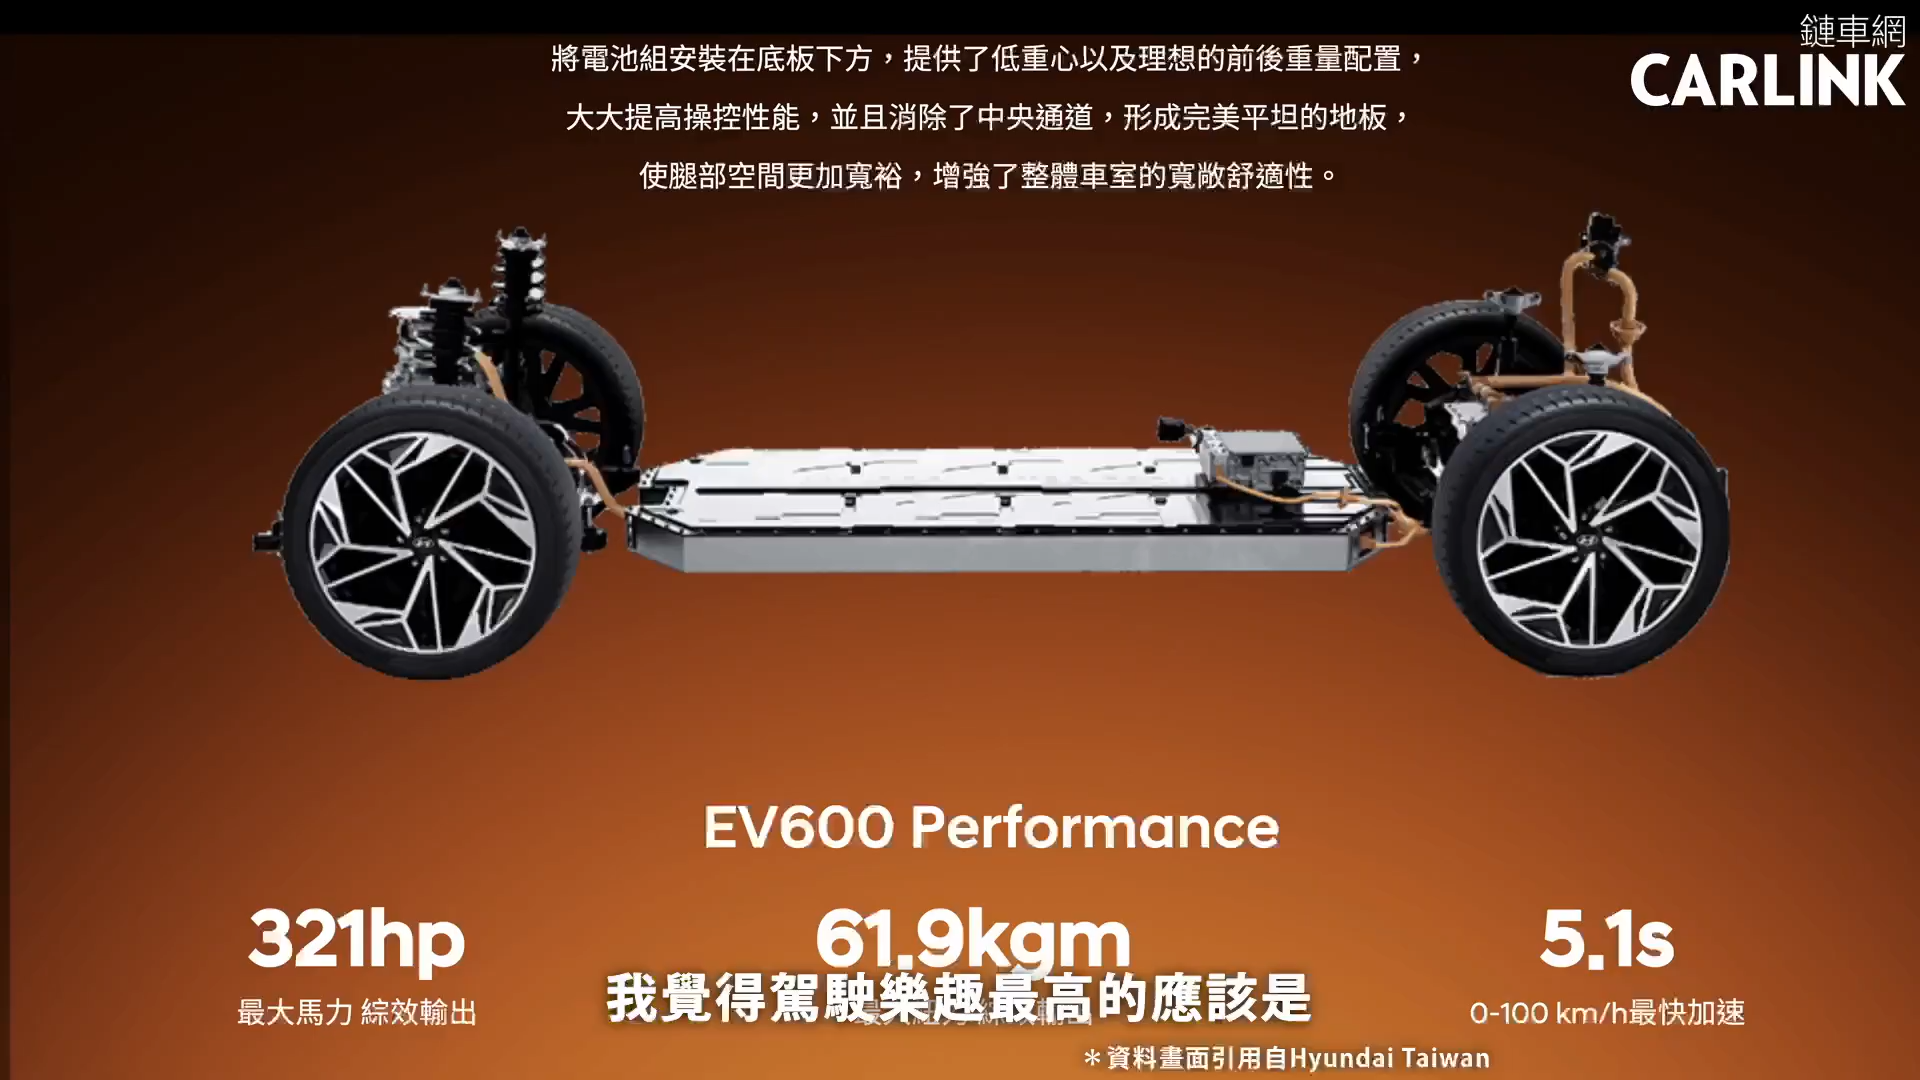 鏈車網
CARLINK
將電池組安裝在底板下方，提供了低重心以及理想的前後重量配置，
大大提高操控性能，並且消除了中央通道，形成完美平坦的地板，
使腿部空間更加寬裕，增強了整體車室的寬敞舒適性。
EV600 Performance
321hp
最大馬力 綜效輸出
61.9kgm
5.1s
0-100 km/h最快加速
我覺得駕駛樂趣最高的應該是
＊資料畫面引用自Hyundai Taiwan